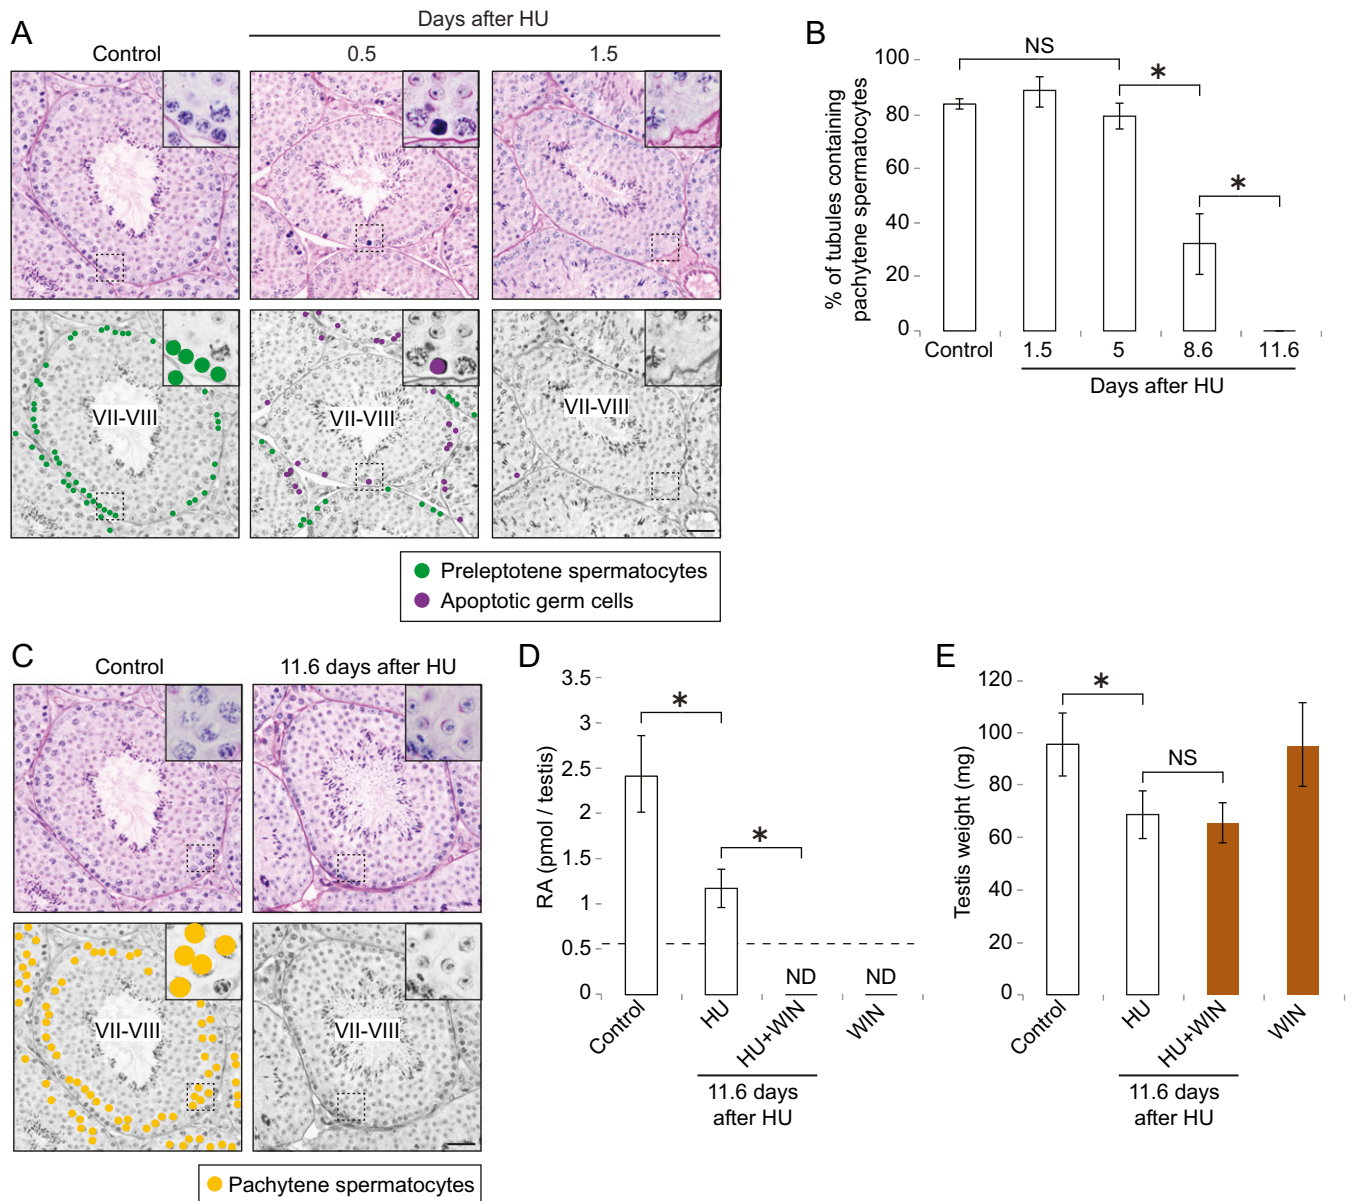 A
Days after HU
Control
0.5
1.5
VII-VIII
VII-VIII
VII-VIII
Preleptotene spermatocytes
Apoptotic germ cells
B
% of tubules containing
pachytene spermatocytes
100
80
60
40
20
0
NS
*
*
Control
1.5
5
8.6
11.6
Days after HU
C
Control
11.6 days after HU
VII-VIII
VII-VIII
Pachytene spermatocytes
D
RA (pmol / testis)
3.5
3
2.5
2
1.5
1
0.5
0
*
*
ND
ND
Control
HU
HU+WIN
WIN
11.6 days
after HU
E
Testis weight (mg)
120
100
80
60
40
20
0
*
NS
Control
HU
HU+WIN
WIN
11.6 days
after HU